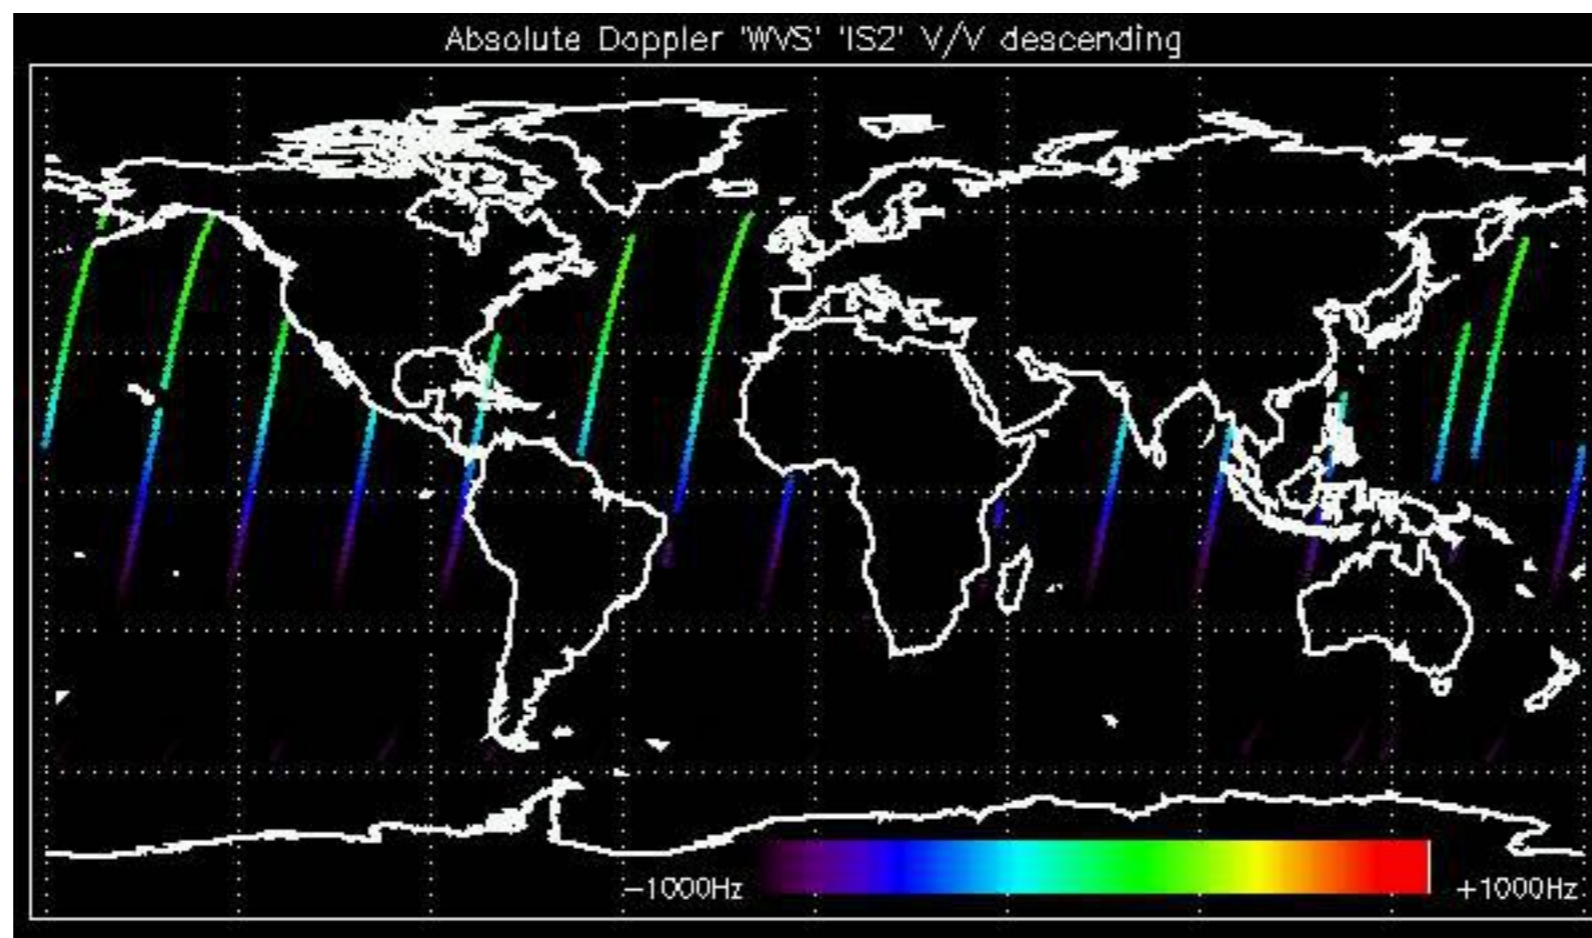 Absolute Doppler 'WVS' 'IS2' V/V descending
−1000Hz +1000Hz